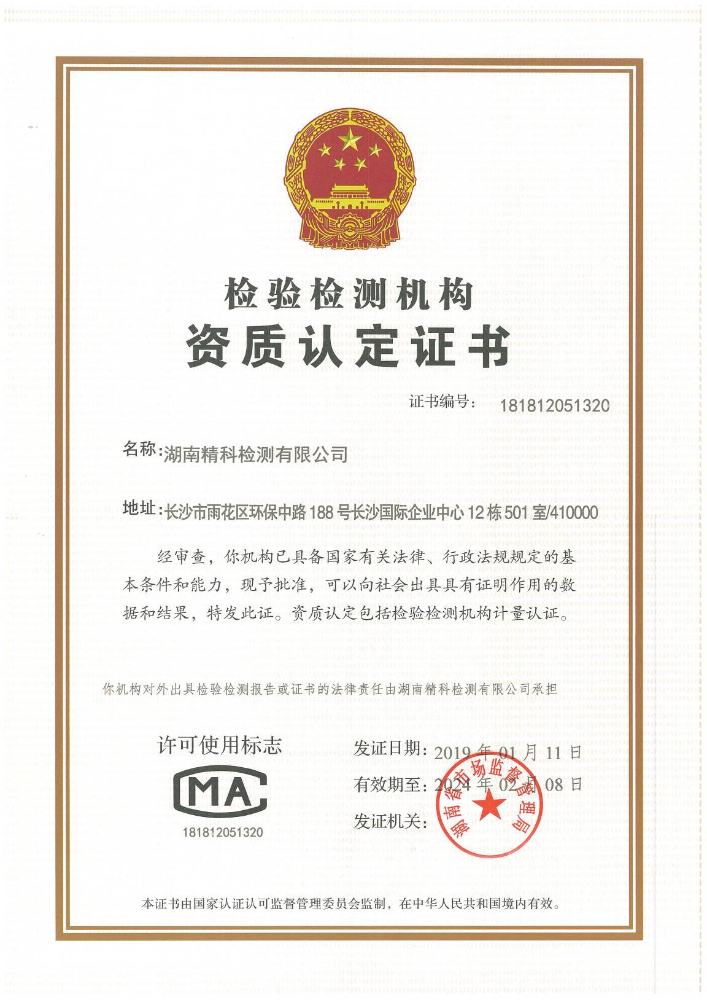 检验检测机构
资质认定证书
证书编号： 181812051320
名称:湖南精科检测有限公司
地址:长沙市雨花区环保中路188号长沙国际企业中心12栋501室/410000
经审查，你机构已具备国家有关法律、行政法规规定的基
本条件和能力，现予批准，可以向社会出具具有证明作用的数
据和结果，特发此证。资质认定包括检验检测机构计量认证。
你机构对外出具检验检测报告或证书的法律责任由湖南精科检测有限公司承担
许可使用标志
MA
181812051320
发证日期：2019年01月11日
有效期至：2024年02月08日
发证机关：
湖南省市场监督管理局
本证书由国家认证认可监督管理委员会监制，在中华人民共和国境内有效。